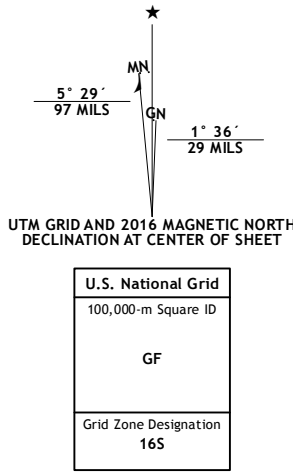 ★
MN
GN
5° 29´
97 MILS
1° 36´
29 MILS
UTM GRID AND 2016 MAGNETIC NORTH
DECLINATION AT CENTER OF SHEET
U.S. National Grid
100,000-m Square ID
GF
Grid Zone Designation
16S